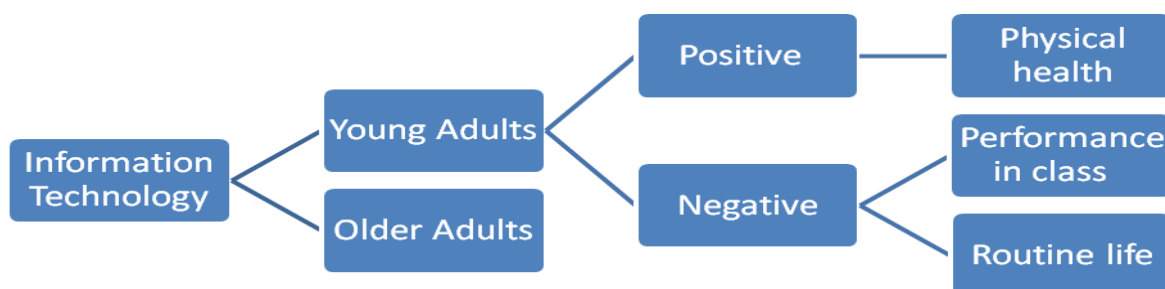 Information
Technology
Young Adults
Older Adults
Positive
Negative
Physical
health
Performance
in class
Routine life